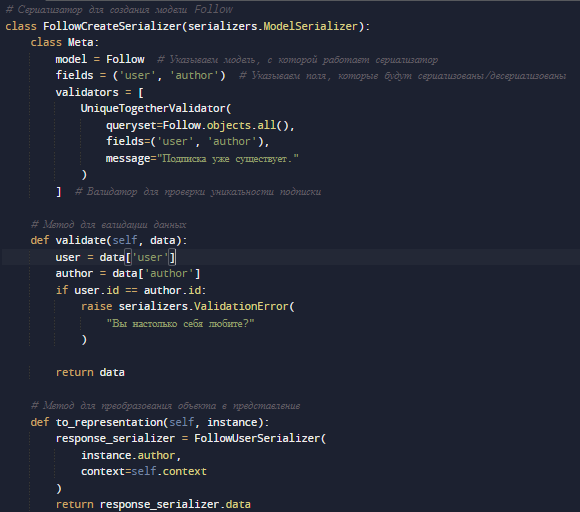 # Сериализатор для создания модели Follow
class FollowCreateSerializer(serializers.ModelSerializer):
    class Meta:
        model = Follow  # Указываем модель, с которой работает сериализатор
        fields = ('user', 'author')  # Указываем поля, которые будут сериализованы/десериализованы
        validators = [
            UniqueTogetherValidator(
                queryset=Follow.objects.all(),
                fields=('user', 'author'),
                message="Подписка уже существует."
            )
        ]  # Валидатор для проверки уникальности подписки

    # Метод для валидации данных
    def validate(self, data):
        user = data['user']
        author = data['author']
        if user.id == author.id:
            raise serializers.ValidationError(
                "Вы настолько себя любите?"
            )

        return data

    # Метод для преобразования объекта в представление
    def to_representation(self, instance):
        response_serializer = FollowUserSerializer(
            instance.author,
            context=self.context
        )
        return response_serializer.data